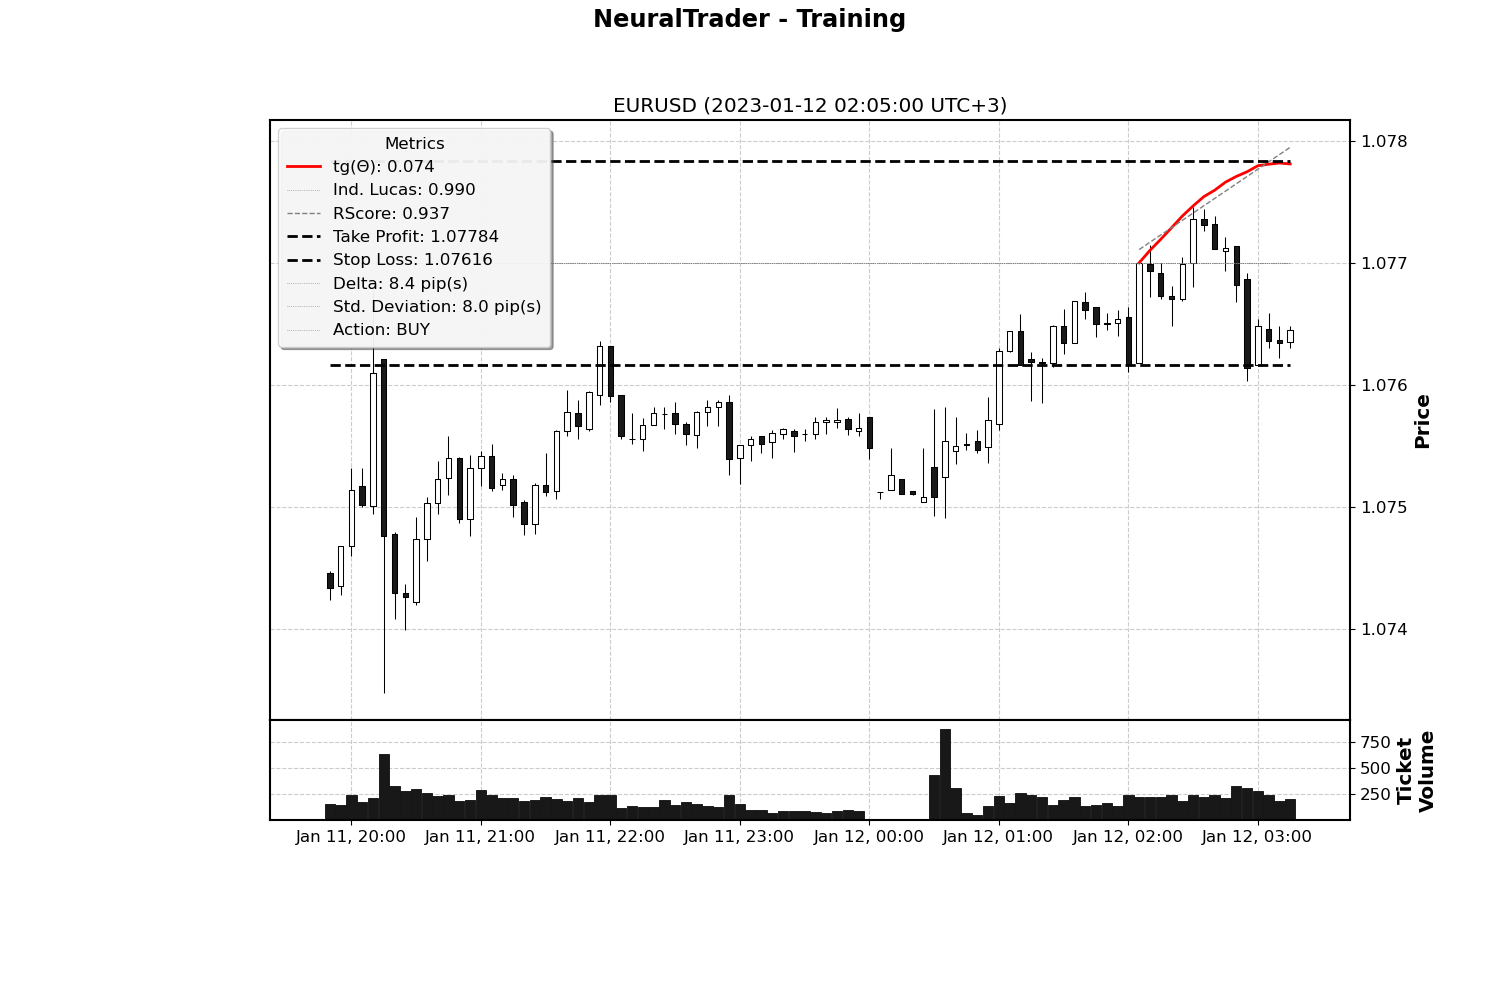 NeuralTrader - Training
EURUSD (2023-01-12 02:05:00 UTC+3)
Metrics
tg(Θ): 0.074
Ind. Lucas: 0.990
RScore: 0.937
Take Profit: 1.07784
Stop Loss: 1.07616
Delta: 8.4 pip(s)
Std. Deviation: 8.0 pip(s)
Action: BUY
1.078
1.077
1.076
1.075
1.074
Price
750
500
250
Ticket
Volume
Jan 11, 20:00
Jan 11, 21:00
Jan 11, 22:00
Jan 11, 23:00
Jan 12, 00:00
Jan 12, 01:00
Jan 12, 02:00
Jan 12, 03:00